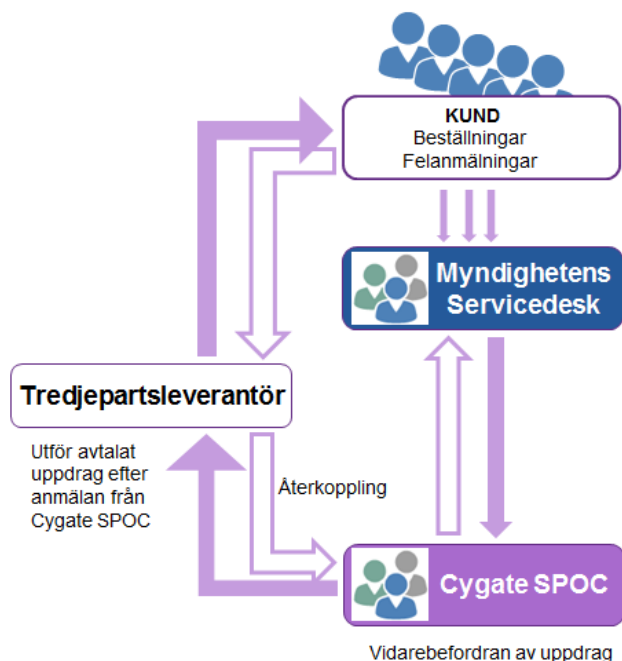 KUND
Beställningar
Felanmälningar
Myndighetens
Servicedesk
Tredjepartsleverantör
Utför avtalat
uppdrag efter
anmälan från
Cygate SPOC
Återkoppling
Cygate SPOC
Vidarebefordran av uppdrag